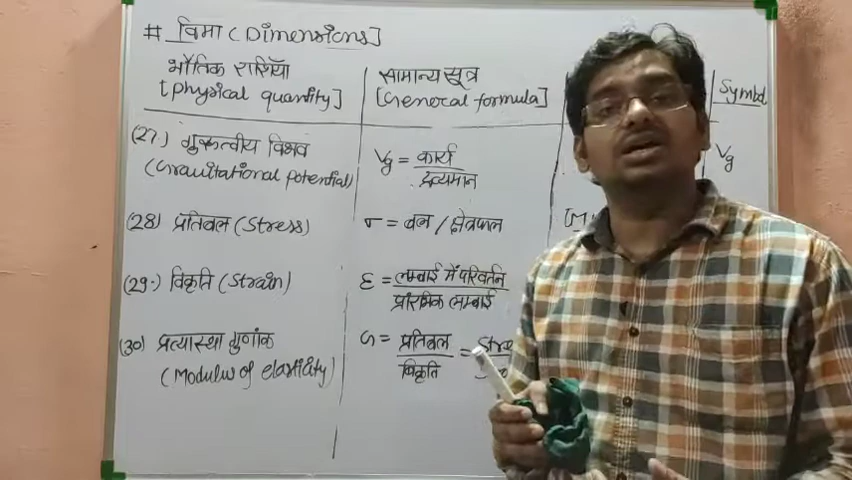 # विमा (Dimensions]
भौतिक राशियाँ
[physical quantity]
सामान्य सूत्र
[General formula]
Symbol
(27) गुरुत्वीय विभव
(Gravitational potential)
Vg = कार्य / द्रव्यमान
Vg
(28) प्रतिबल (Stress)
σ = बल / क्षेत्रफल
(29) विकृति (Strain)
ε = लम्बाई में परिवर्तन / प्रारंभिक लम्बाई
(30) प्रत्यास्था गुणांक
(Modulus of elasticity)
G = प्रतिबल / विकृति =